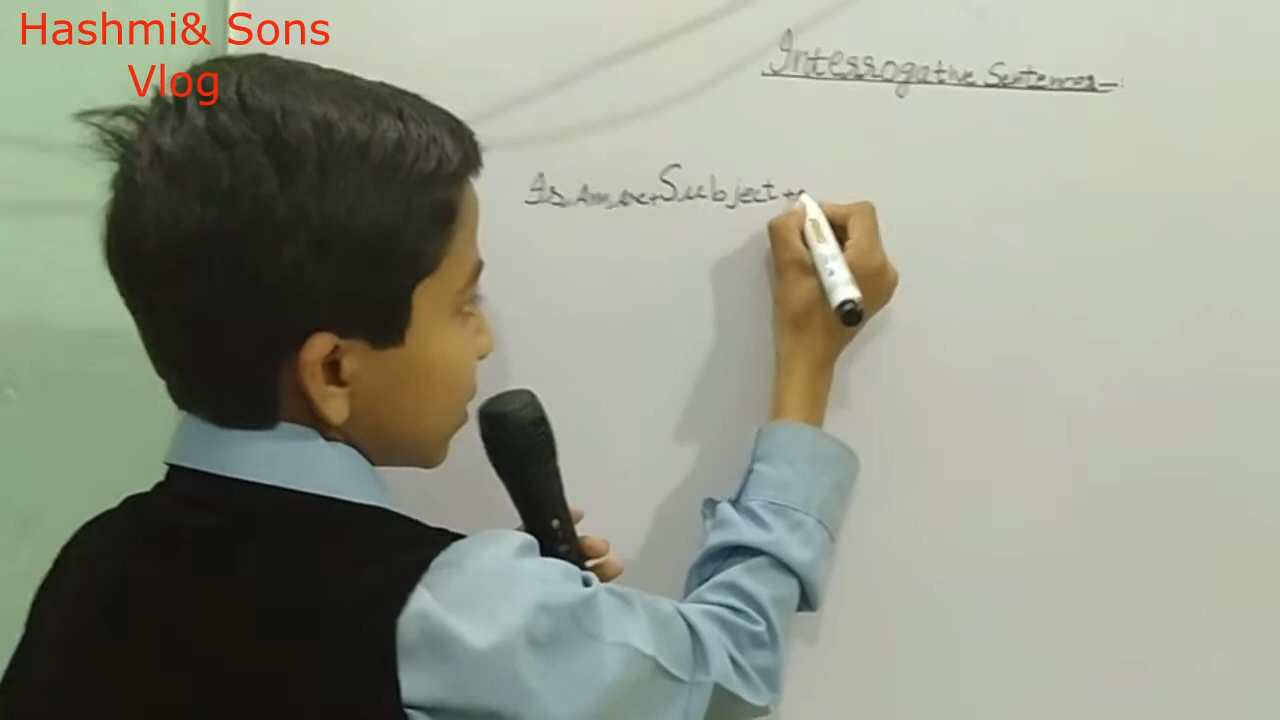 Hashmi& Sons
Vlog
Interrogative Sentences-:
Is Am are+Subject+